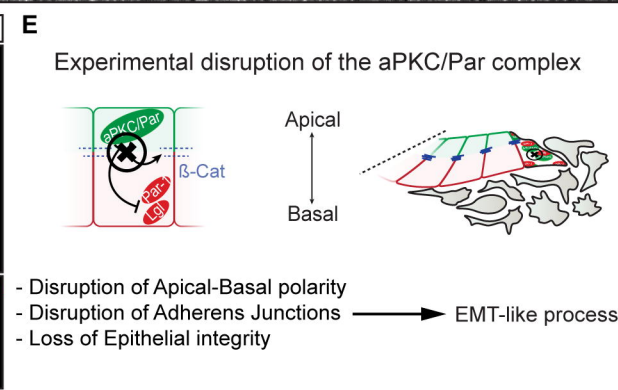 E
Experimental disruption of the aPKC/Par complex
aPKC/Par
ß-Cat
Par-1
Lgl
Apical
Basal
- Disruption of Apical-Basal polarity
- Disruption of Adherens Junctions
- Loss of Epithelial integrity
EMT-like process